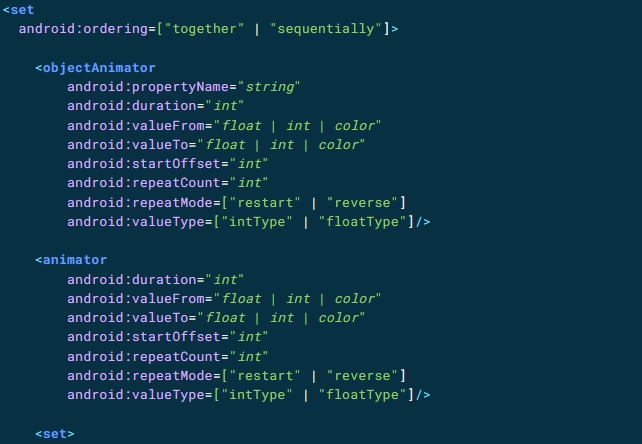 <set
  android:ordering=["together" | "sequentially"]>

    <objectAnimator
        android:propertyName="string"
        android:duration="int"
        android:valueFrom="float | int | color"
        android:valueTo="float | int | color"
        android:startOffset="int"
        android:repeatCount="int"
        android:repeatMode=["restart" | "reverse"]
        android:valueType=["intType" | "floatType"]/>

    <animator
        android:duration="int"
        android:valueFrom="float | int | color"
        android:valueTo="float | int | color"
        android:startOffset="int"
        android:repeatCount="int"
        android:repeatMode=["restart" | "reverse"]
        android:valueType=["intType" | "floatType"]/>

    <set>